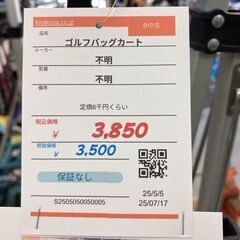 kirakuya.co.jp
B中古
品名
ゴルフバッグカート
メーカー
不明
型番
不明
備考
定価6千円くらい
税込価格
¥ 3,850
税抜価格
¥ 3,500
保証なし
S2505050050005
25/5/5
25/07/17